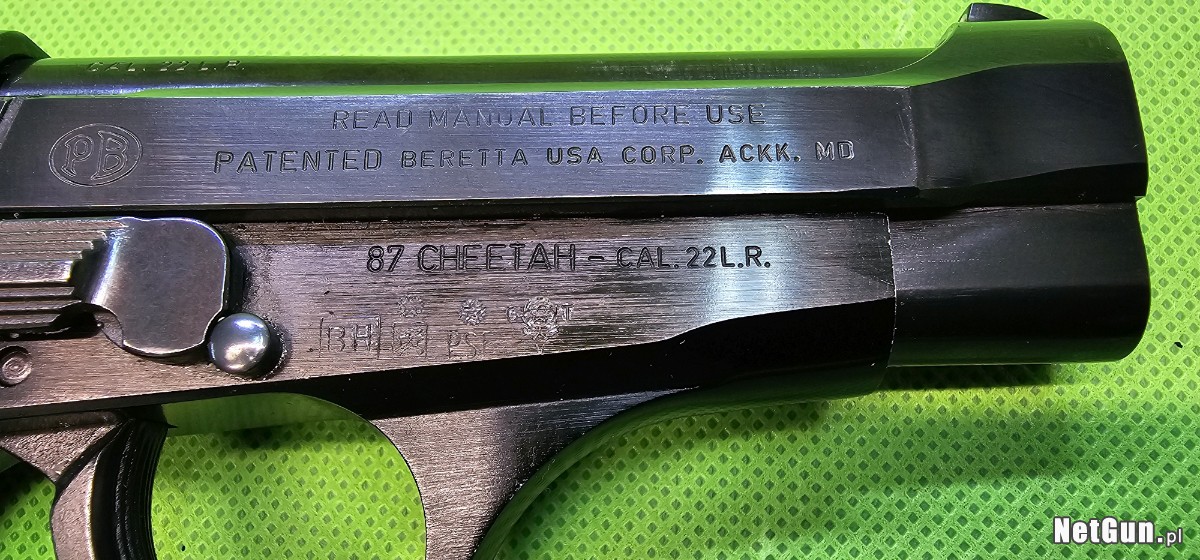 CAL. 22 L.R.
READ MANUAL BEFORE USE
PB
PATENTED BERETTA USA CORP. ACKK. MD
87 CHEETAH - CAL. 22 L.R.
BH
PSF
NetGun.pl